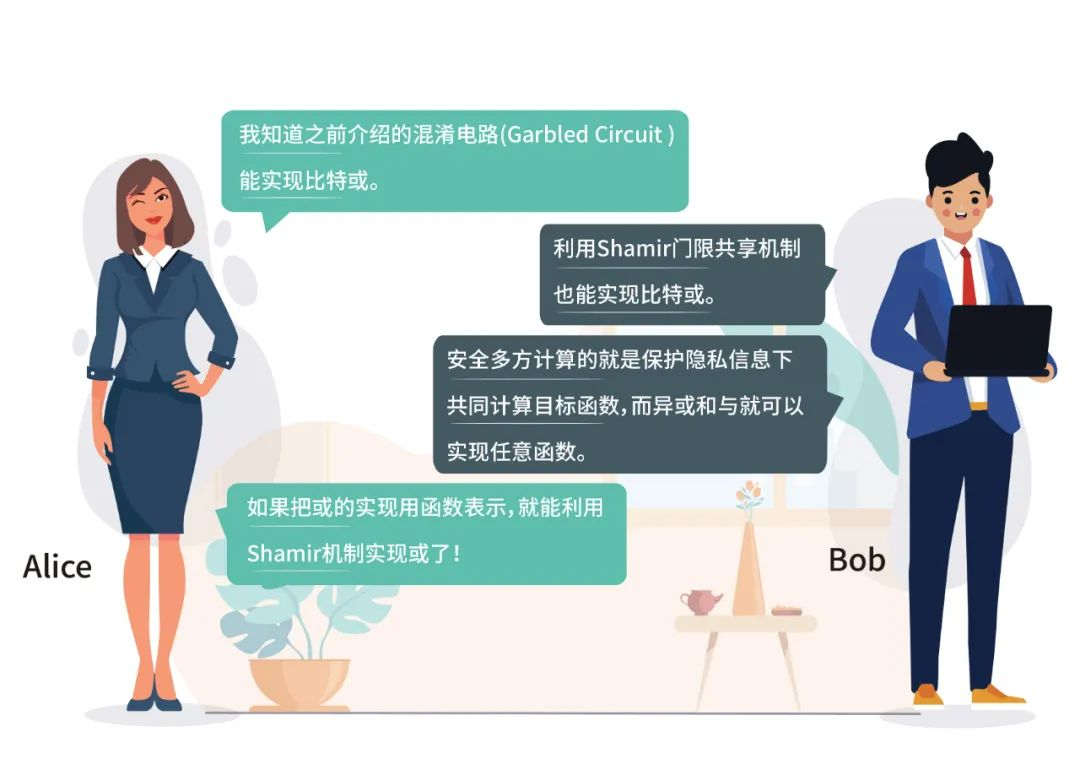 我知道之前介绍的混淆电路(Garbled Circuit )
能实现比特或。
利用Shamir门限共享机制
也能实现比特或。
安全多方计算的就是保护隐私信息下
共同计算目标函数,而异或和与就可以
实现任意函数。
如果把或的实现用函数表示,就能利用
Shamir机制实现或了!
Alice
Bob